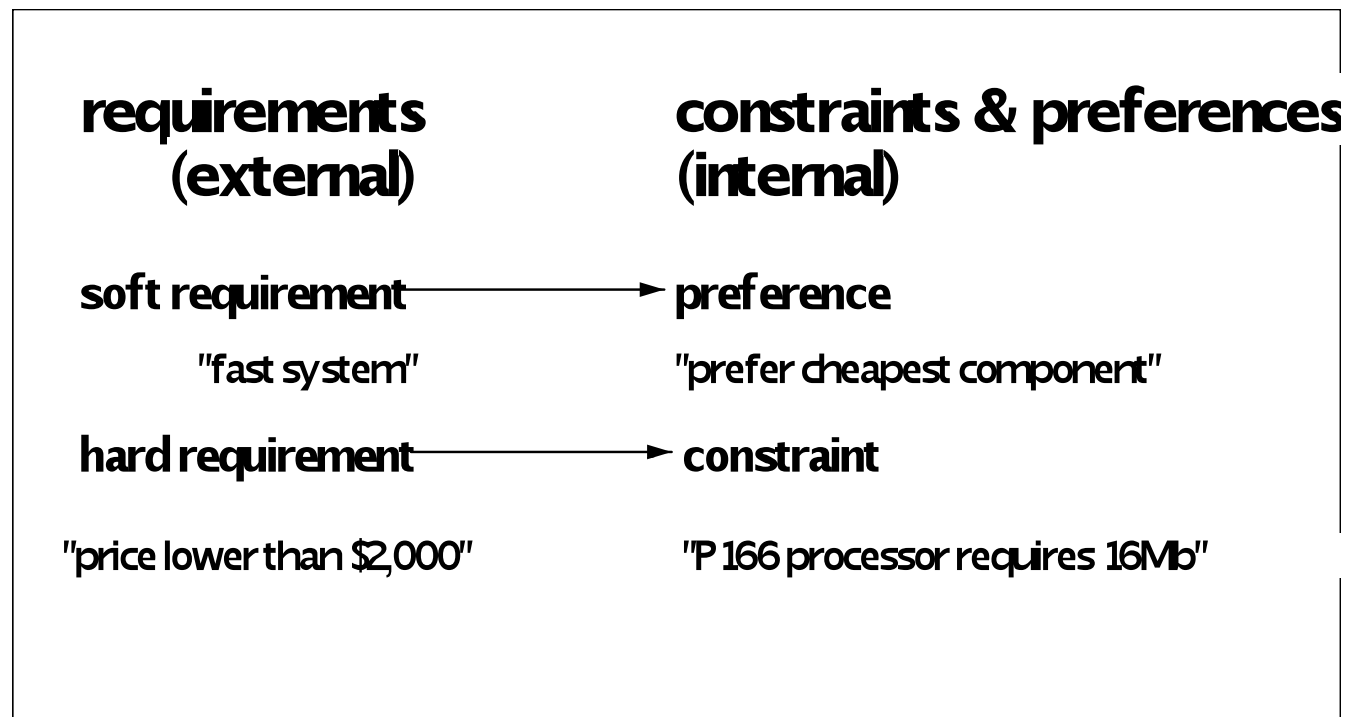 requirements constraints & preferences
(external) (internal)
soft requirement preference
"fast system" "prefer cheapest component"
hard requirement constraint
"price lower than $2,000" "P166 processor requires 16Mb"